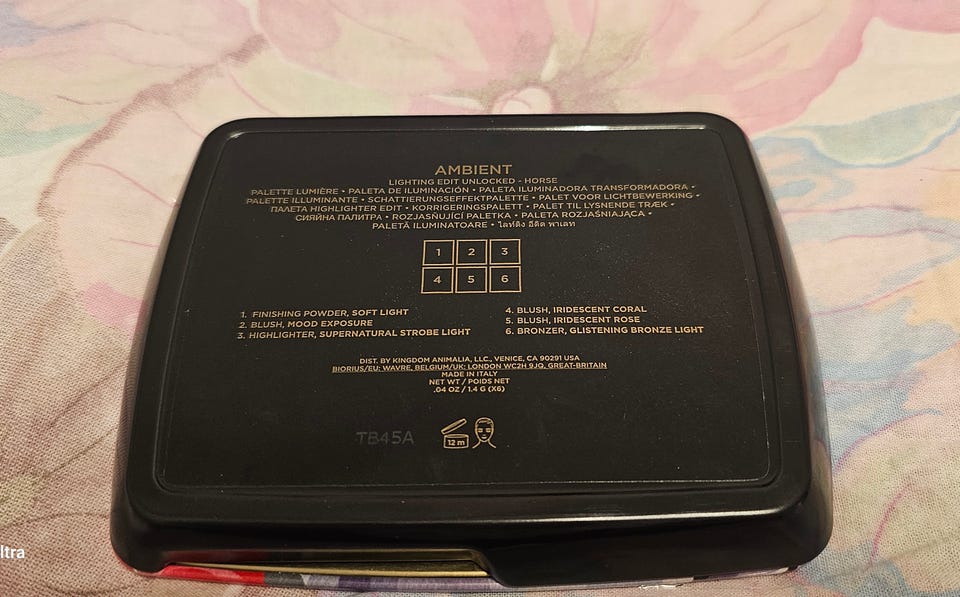 AMBIENT
LIGHTING EDIT UNLOCKED - HORSE
PALETTE LUMIÈRE • PALETA DE ILUMINACIÓN • PALETA ILUMINADORA TRANSFORMADORA •
PALETTE ILLUMINANTE • SCHATTIERUNGSEFFEKTPALETTE • PALET VOOR LICHTBEWERKING •
ПАЛЕТА HIGHLIGHTER EDIT • KORRIGERINGSPALETT • PALET TIL LYSNENDE TRÆK •
СИЯЙНА ПАЛИТРА • ROZJASŇUJÍCÍ PALETKA • PALETA ROZJAŚNIAJĄCA •
PALETĂ ILUMINATOARE • ไลท์ติง อีดิต พาเลท
1 2 3
4 5 6
1. FINISHING POWDER, SOFT LIGHT
2. BLUSH, MOOD EXPOSURE
3. HIGHLIGHTER, SUPERNATURAL STROBE LIGHT
4. BLUSH, IRIDESCENT CORAL
5. BLUSH, IRIDESCENT ROSE
6. BRONZER, GLISTENING BRONZE LIGHT
DIST. BY KINGDOM ANIMALIA, LLC., VENICE, CA 90291 USA
BIORIUS/EU: WAVRE, BELGIUM/UK: LONDON WC2H 9JQ, GREAT-BRITAIN
MADE IN ITALY
NET WT / POIDS NET
.04 OZ / 1.4 G (X6)
TB45A
12 m
ltra